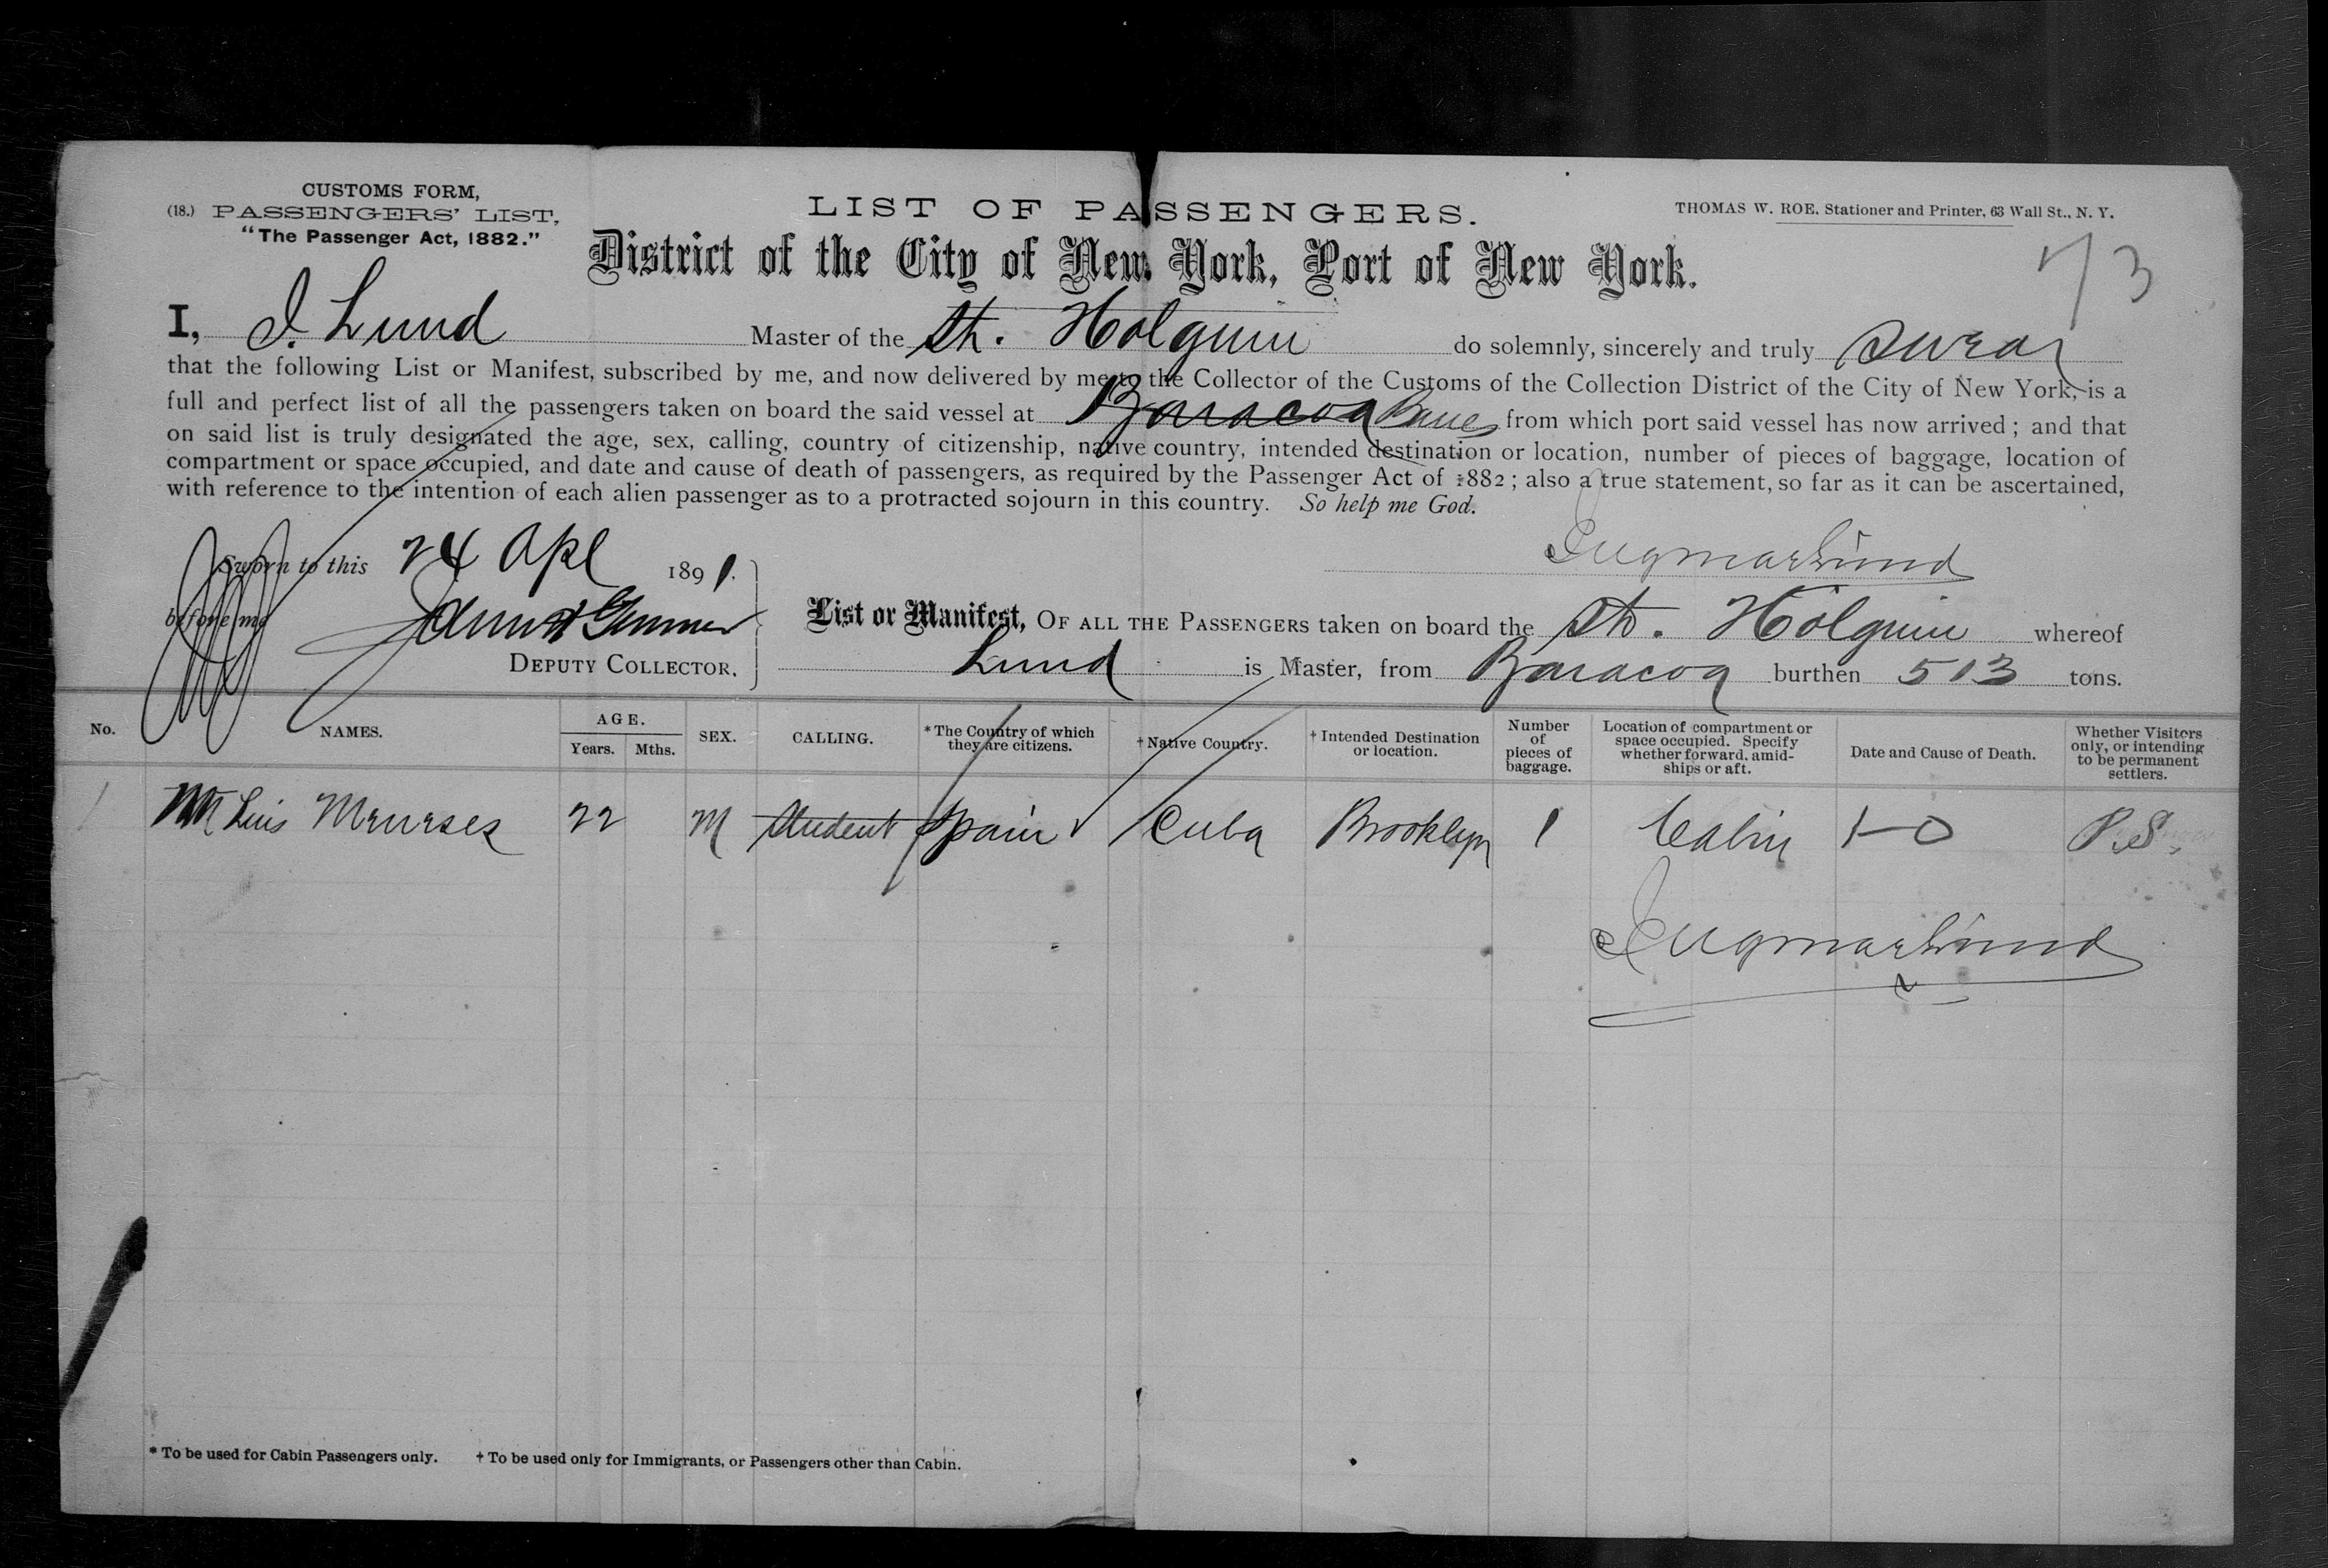 CUSTOMS FORM,
(18.) PASSENGERS' LIST,
"The Passenger Act, 1882."
LIST OF PASSENGERS.
THOMAS W. ROE, Stationer and Printer, 63 Wall St., N. Y.
District of the City of New York, Port of New York.
73
I, I. Lund Master of the Str. Holguin do solemnly, sincerely and truly swear
that the following List or Manifest, subscribed by me, and now delivered by me to the Collector of the Customs of the Collection District of the City of New York, is a
full and perfect list of all the passengers taken on board the said vessel at Baracoa Banes from which port said vessel has now arrived; and that
on said list is truly designated the age, sex, calling, country of citizenship, native country, intended destination or location, number of pieces of baggage, location of
compartment or space occupied, and date and cause of death of passengers, as required by the Passenger Act of 1882; also a true statement, so far as it can be ascertained,
with reference to the intention of each alien passenger as to a protracted sojourn in this country. So help me God.
Sworn to this 24 Apl 1891.
Ingmar Lund
before me
DEPUTY COLLECTOR.
List or Manifest, OF ALL THE PASSENGERS taken on board the Str. Holguin whereof
Lund is Master, from Baracoa burthen 513 tons.
No. NAMES. AGE. Years. Mths. SEX. CALLING. * The Country of which they are citizens. † Native Country. † Intended Destination or location. Number of pieces of baggage. Location of compartment or space occupied. Specify whether forward, amidships or aft. Date and Cause of Death. Whether Visitors only, or intending to be permanent settlers.
1 Luis Meneses 22 M Student Spain Cuba Brooklyn 1 Cabin P.S.
Ingmar Lund
* To be used for Cabin Passengers only. † To be used only for Immigrants, or Passengers other than Cabin.